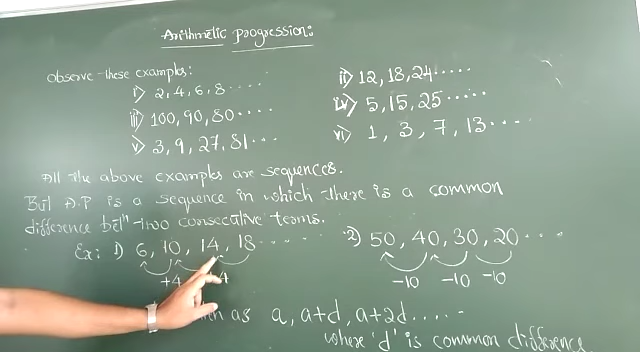 Arithmetic progression:
observe these examples:
i) 2, 4, 6, 8.....
ii) 12, 18, 24.....
iii) 100, 90, 80....
iv) 5, 15, 25.....
v) 3, 9, 27, 81...
vi) 1, 3, 7, 13....
All the above examples are sequences.
But A.P is a sequence in which there is a common
difference betn two consecutive terms.
Ex: 1) 6, 10, 14, 18......
2) 50, 40, 30, 20...
+4
-10 -10 -10
as a, a+d, a+2d.....
where 'd' is common difference